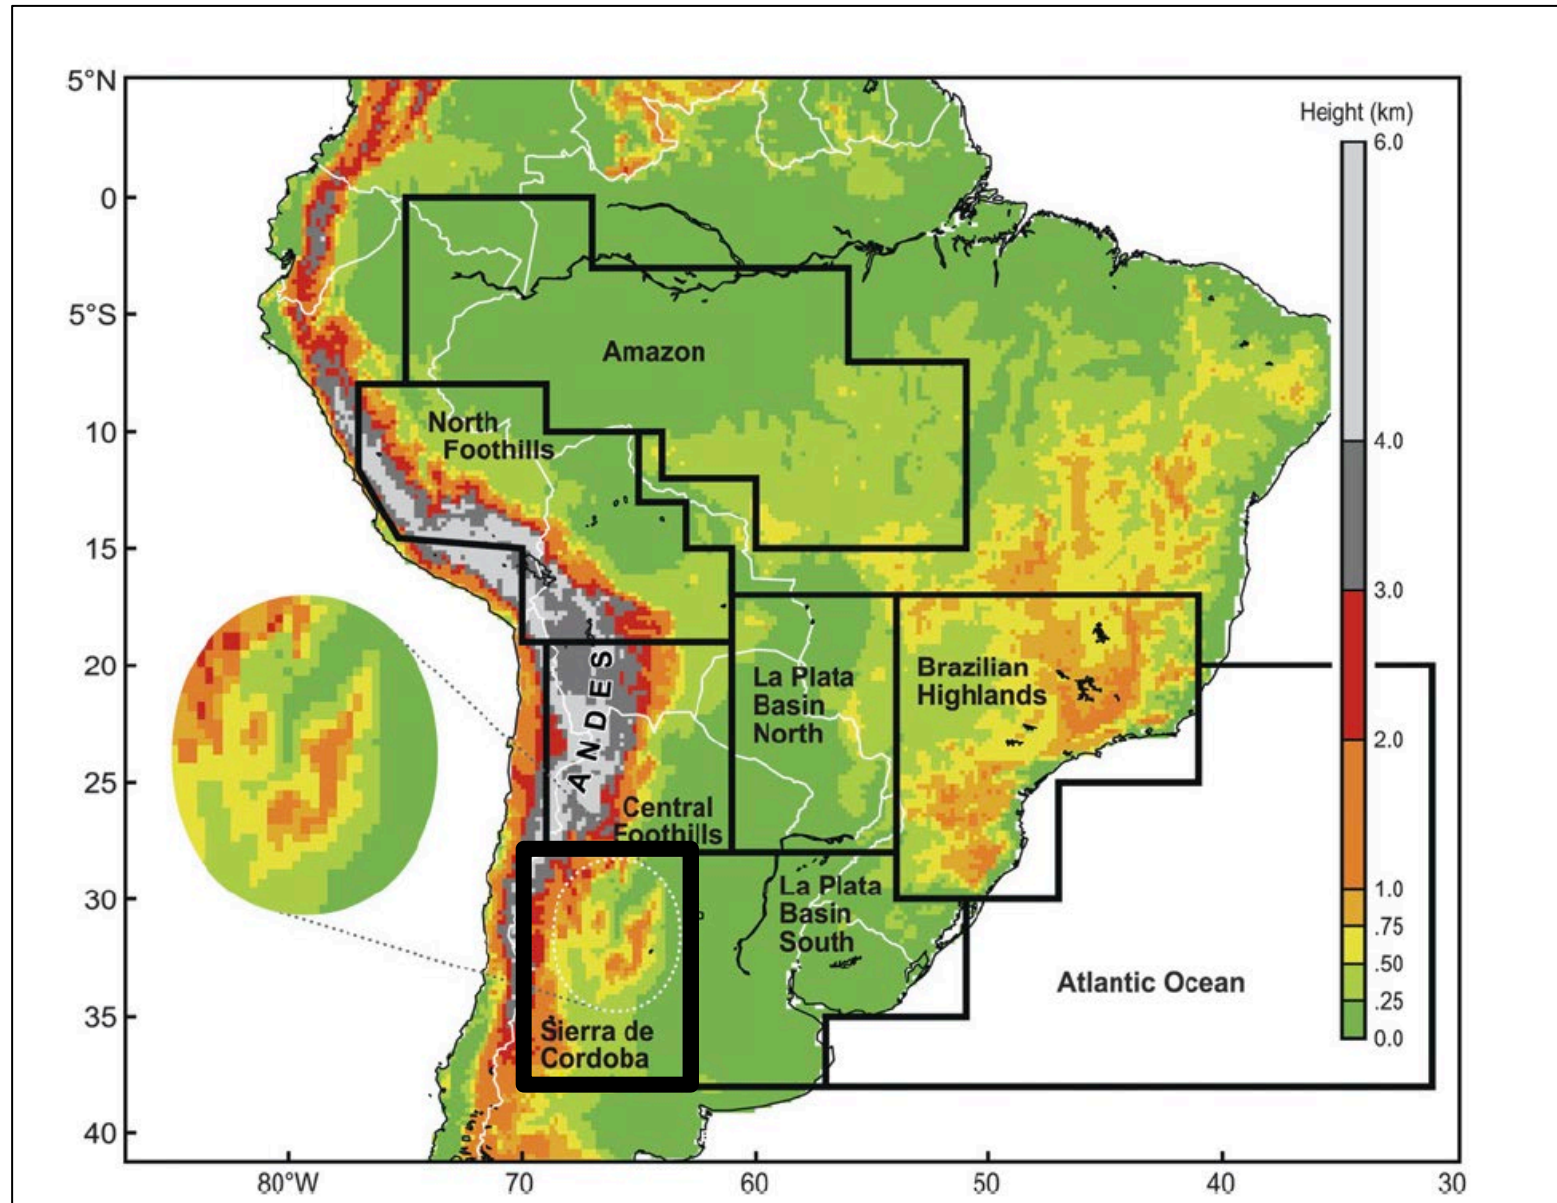 Height (km)
6.0
4.0
3.0
2.0
1.0
.75
.50
.25
0.0
5°N
0
5°S
10
15
20
25
30
35
40
80°W
70
60
50
40
30
Amazon
North
Foothills
ANDES
La Plata
Basin
North
Brazilian
Highlands
Central
Foothills
La Plata
Basin
South
Atlantic Ocean
Sierra de
Cordoba